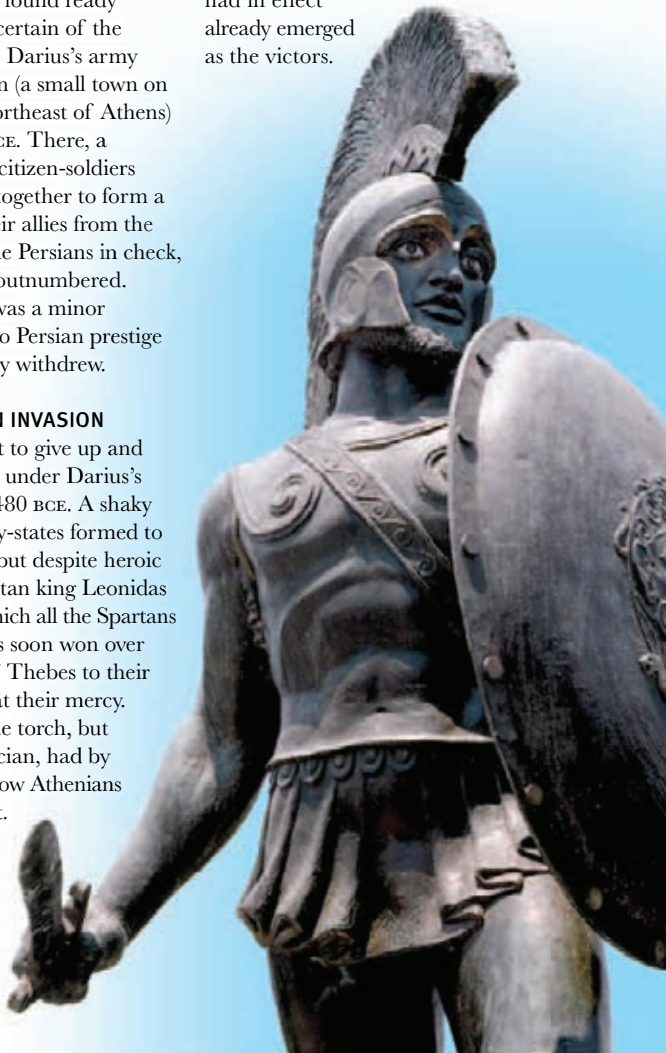 found ready
certain of the
Darius's army
n (a small town on
ortheast of Athens)
CE. There, a
citizen-soldiers
together to form a
eir allies from the
e Persians in check,
outnumbered.
was a minor
o Persian prestige
y withdrew.
N INVASION
t to give up and
under Darius's
480 BCE. A shaky
y-states formed to
but despite heroic
tan king Leonidas
hich all the Spartans
s soon won over
Thebes to their
at their mercy.
e torch, but
cian, had by
ow Athenians
t.
had in effect
already emerged
as the victors.